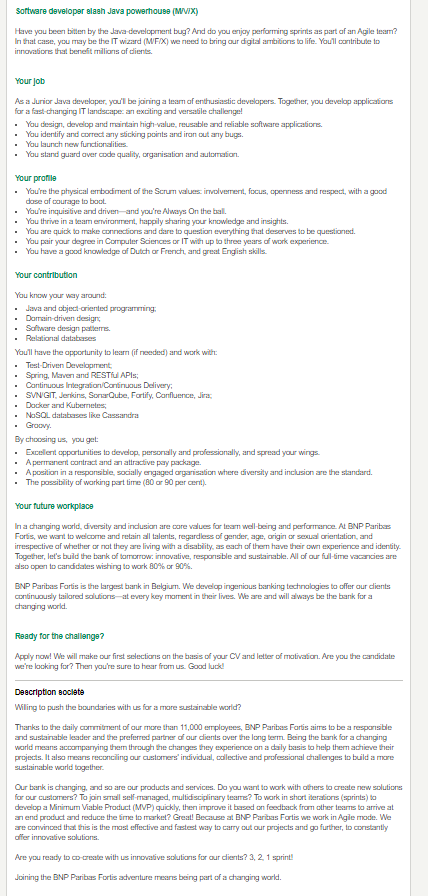 Software developer slash Java powerhouse (M/V/X)
Have you been bitten by the Java-development bug? And do you enjoy performing sprints as part of an Agile team?
In that case, you may be the IT wizard (M/F/X) we need to bring our digital ambitions to life. You'll contribute to
innovations that benefit millions of clients.
Your job
As a Junior Java developer, you'll be joining a team of enthusiastic developers. Together, you develop applications
for a fast-changing IT landscape: an exciting and versatile challenge!
• You design, develop and maintain high-value, reusable and reliable software applications.
• You identify and correct any sticking points and iron out any bugs.
• You launch new functionalities.
• You stand guard over code quality, organisation and automation.
Your profile
• You're the physical embodiment of the Scrum values: involvement, focus, openness and respect, with a good
dose of courage to boot.
• You're inquisitive and driven—and you're Always On the ball.
• You thrive in a team environment, happily sharing your knowledge and insights.
• You are quick to make connections and dare to question everything that deserves to be questioned.
• You pair your degree in Computer Sciences or IT with up to three years of work experience.
• You have a good knowledge of Dutch or French, and great English skills.
Your contribution
You know your way around:
• Java and object-oriented programming;
• Domain-driven design;
• Software design patterns.
• Relational databases
You'll have the opportunity to learn (if needed) and work with:
• Test-Driven Development;
• Spring, Maven and RESTful APIs;
• Continuous Integration/Continuous Delivery;
• SVN/GIT, Jenkins, SonarQube, Fortify, Confluence, Jira;
• Docker and Kubernetes;
• NoSQL databases like Cassandra
• Groovy.
By choosing us, you get:
• Excellent opportunities to develop, personally and professionally, and spread your wings.
• A permanent contract and an attractive pay package.
• A position in a responsible, socially engaged organisation where diversity and inclusion are the standard.
• The possibility of working part time (80 or 90 per cent).
Your future workplace
In a changing world, diversity and inclusion are core values for team well-being and performance. At BNP Paribas
Fortis, we want to welcome and retain all talents, regardless of gender, age, origin or sexual orientation, and
irrespective of whether or not they are living with a disability, as each of them have their own experience and identity.
Together, let's build the bank of tomorrow: innovative, responsible and sustainable. All of our full-time vacancies are
also open to candidates wishing to work 80% or 90%.
BNP Paribas Fortis is the largest bank in Belgium. We develop ingenious banking technologies to offer our clients
continuously tailored solutions—at every key moment in their lives. We are and will always be the bank for a
changing world.
Ready for the challenge?
Apply now! We will make our first selections on the basis of your CV and letter of motivation. Are you the candidate
we're looking for? Then you're sure to hear from us. Good luck!
Description société
Willing to push the boundaries with us for a more sustainable world?
Thanks to the daily commitment of our more than 11,000 employees, BNP Paribas Fortis aims to be a responsible
and sustainable leader and the preferred partner of our clients over the long term. Being the bank for a changing
world means accompanying them through the changes they experience on a daily basis to help them achieve their
projects. It also means reconciling our customers' individual, collective and professional challenges to build a more
sustainable world together.
Our bank is changing, and so are our products and services. Do you want to work with others to create new solutions
for our customers? To join small self-managed, multidisciplinary teams? To work in short iterations (sprints) to
develop a Minimum Viable Product (MVP) quickly, then improve it based on feedback from other teams to arrive at
an end product and reduce the time to market? Great! Because at BNP Paribas Fortis we work in Agile mode. We
are convinced that this is the most effective and fastest way to carry out our projects and go further, to constantly
offer innovative solutions.
Are you ready to co-create with us innovative solutions for our clients? 3, 2, 1 sprint!
Joining the BNP Paribas Fortis adventure means being part of a changing world.